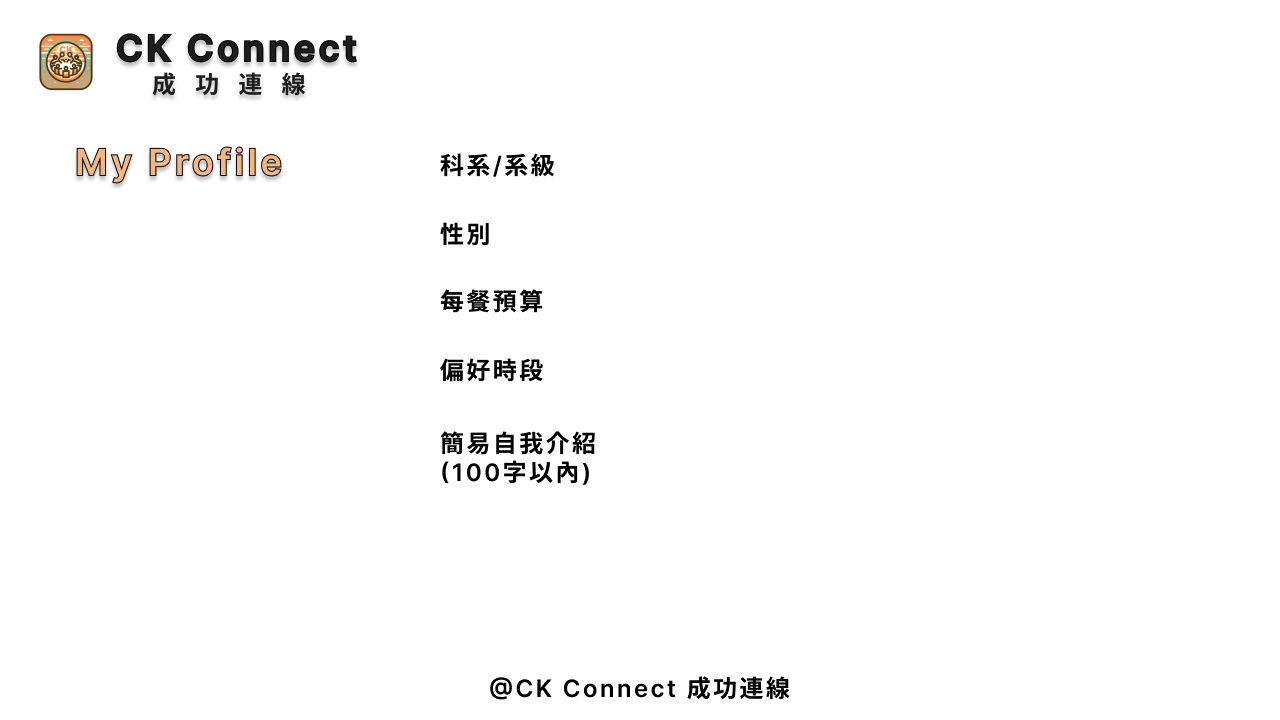 CK Connect
成功連線
My Profile
科系/系級
性別
每餐預算
偏好時段
簡易自我介紹
(100字以內)
@CK Connect 成功連線